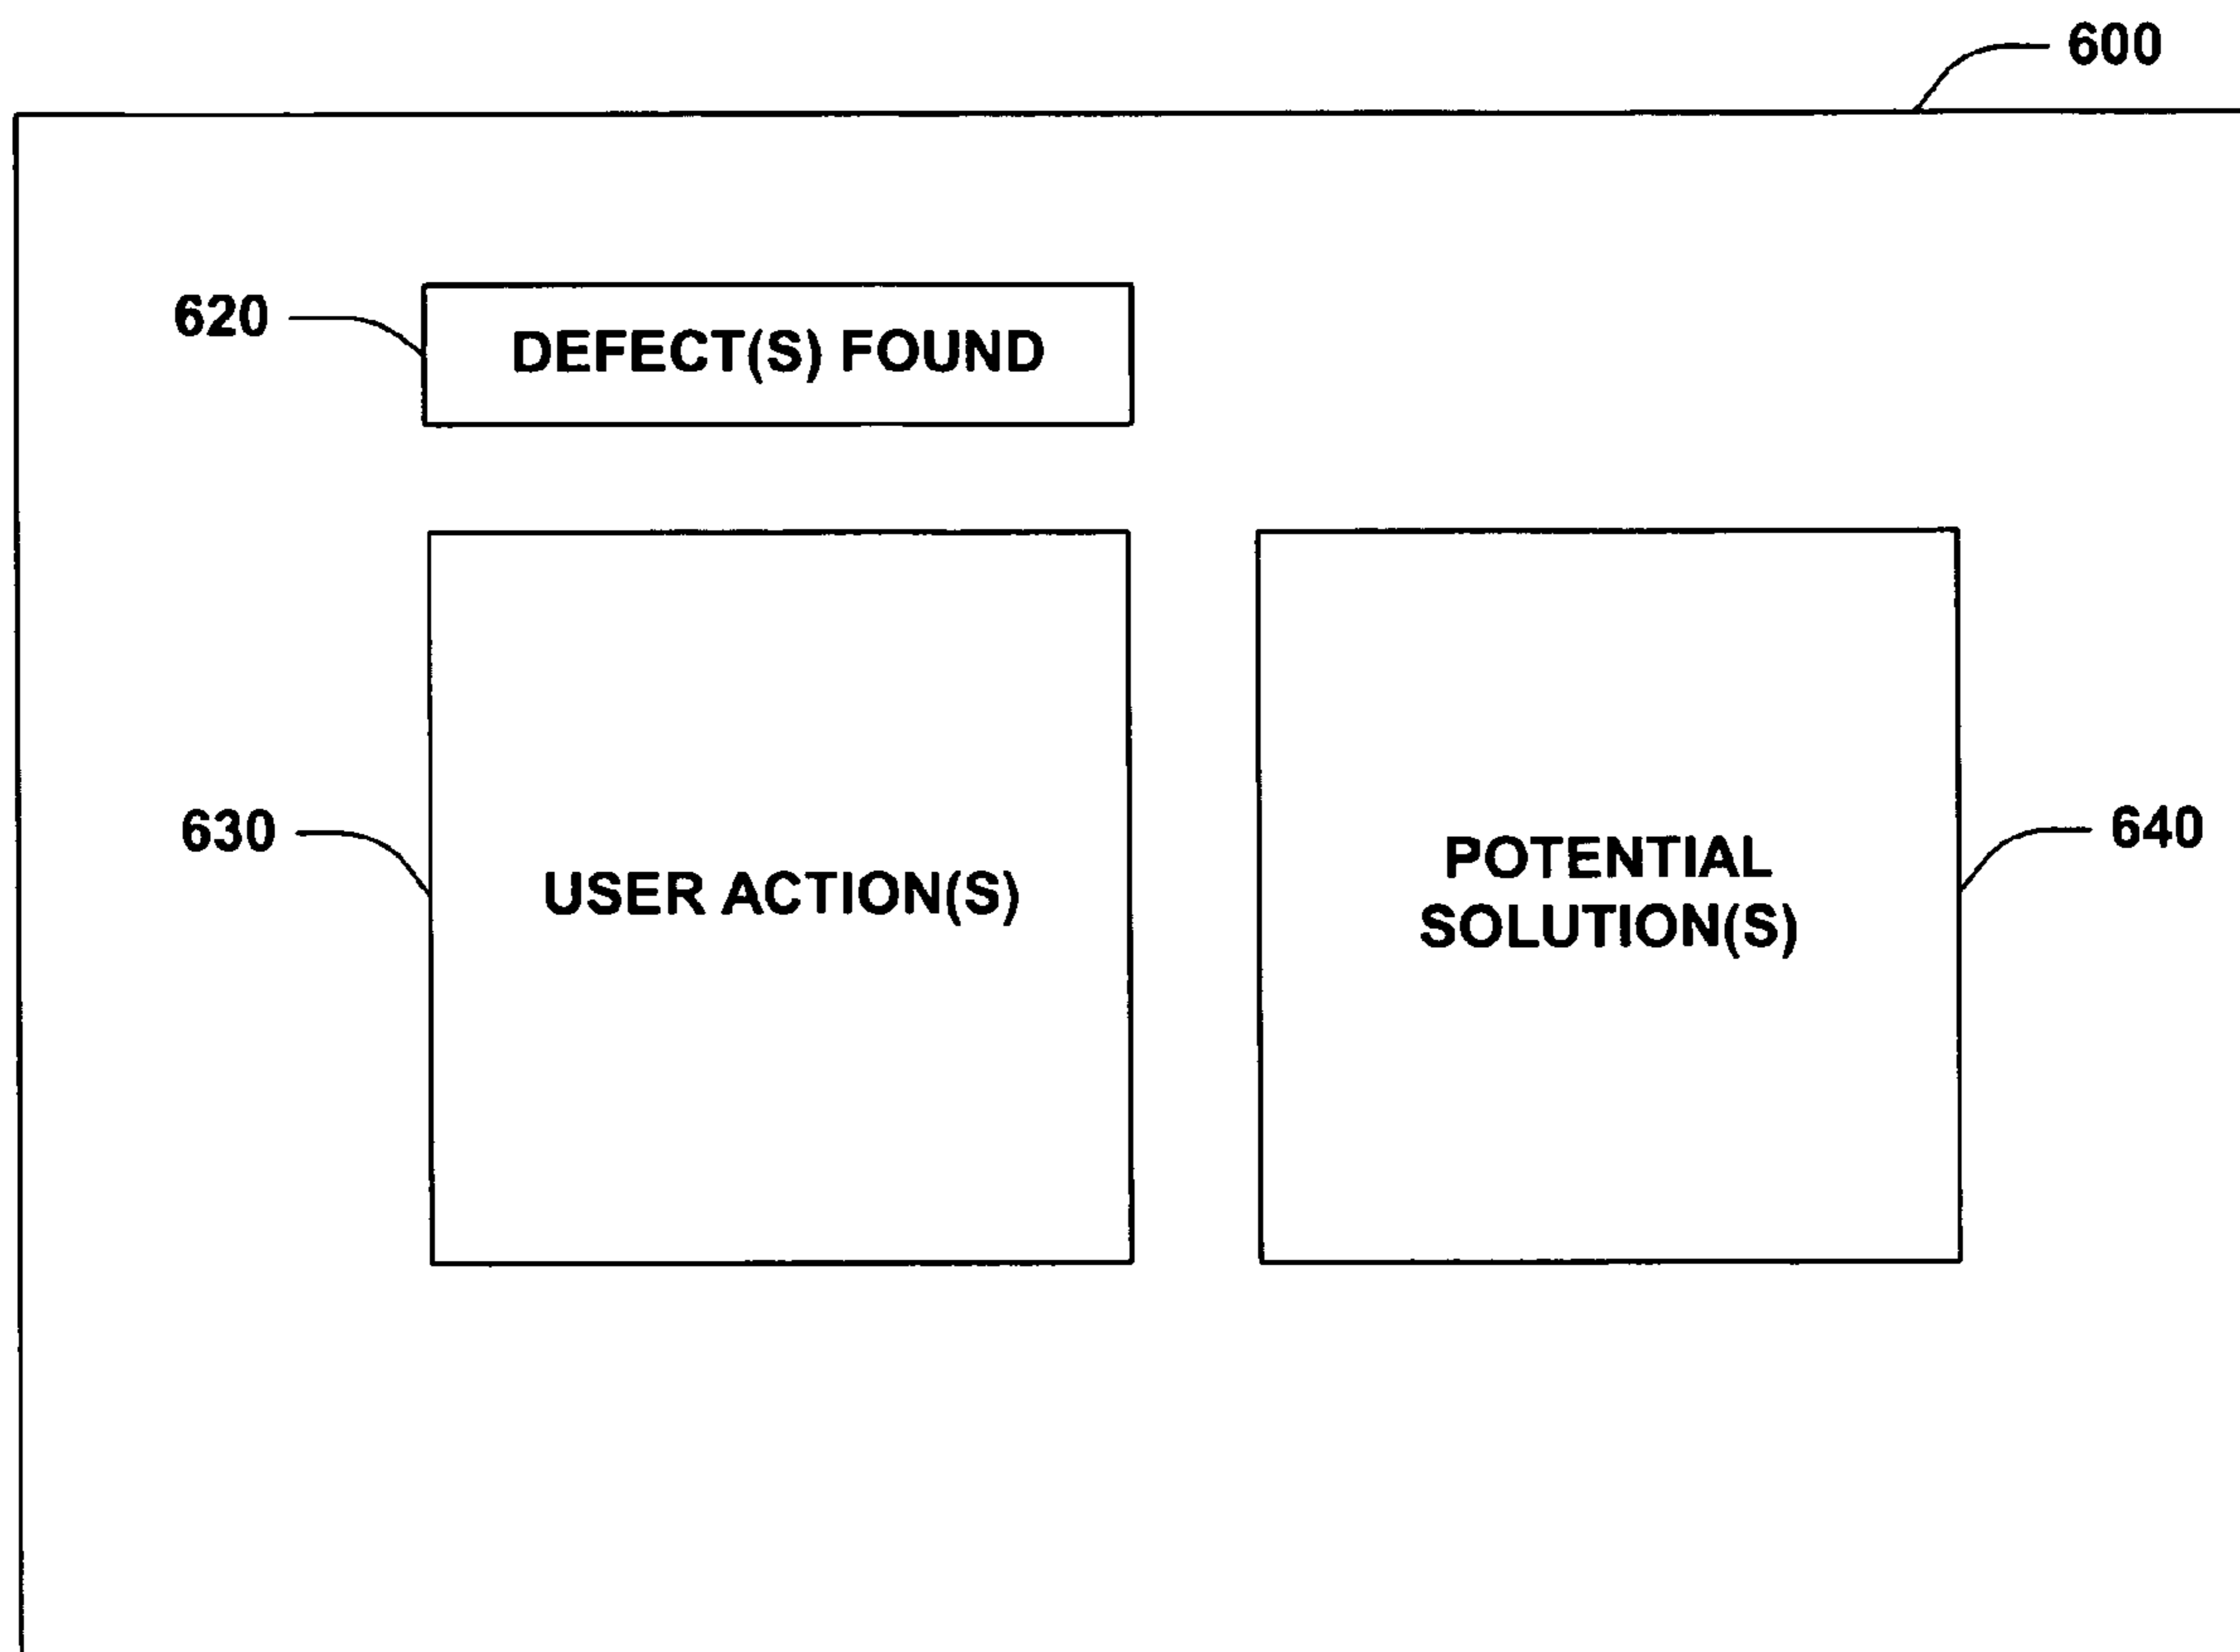 600
620
DEFECT(S) FOUND
630
USER ACTION(S)
POTENTIAL
SOLUTION(S)
640